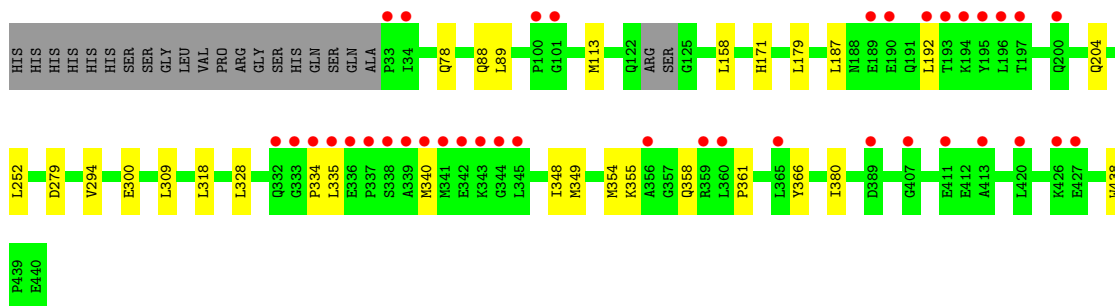 HIS HIS HIS HIS HIS HIS SER SER GLY LEU VAL PRO ARG GLY SER HIS GLN SER GLN ALA P33 I34 Q78 Q88 L89 P100 G101 M113 Q122 ARG SER G125 L158 H171 L179 L187 N188 E189 E190 Q191 L192 T193 K194 Y195 L196 T197 Q200 Q204
L252 D279 V294 E300 L309 L318 L328 Q332 G333 P334 L335 E336 P337 S338 A339 M340 M341 E342 K343 G344 L345 I348 M349 M354 K355 A356 G357 Q358 R359 L360 P361 L365 Y366 I380 D389 G407 E411 E412 A413 L420 K426 E427 W438
P439 E440